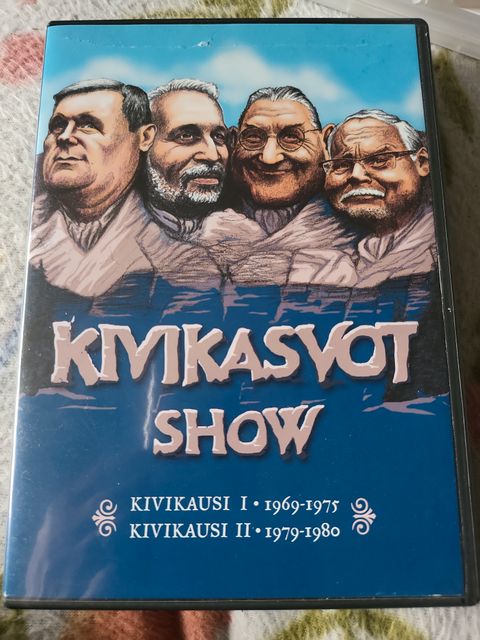 KIVIKASVOT
SHOW
KIVIKAUSI I • 1969-1975
KIVIKAUSI II • 1979-1980